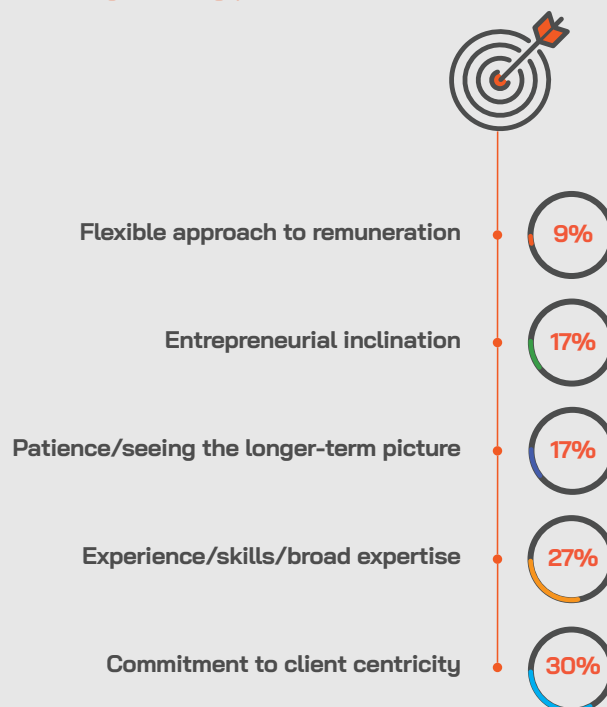 Flexible approach to remuneration 9%
Entrepreneurial inclination 17%
Patience/seeing the longer-term picture 17%
Experience/skills/broad expertise 27%
Commitment to client centricity 30%